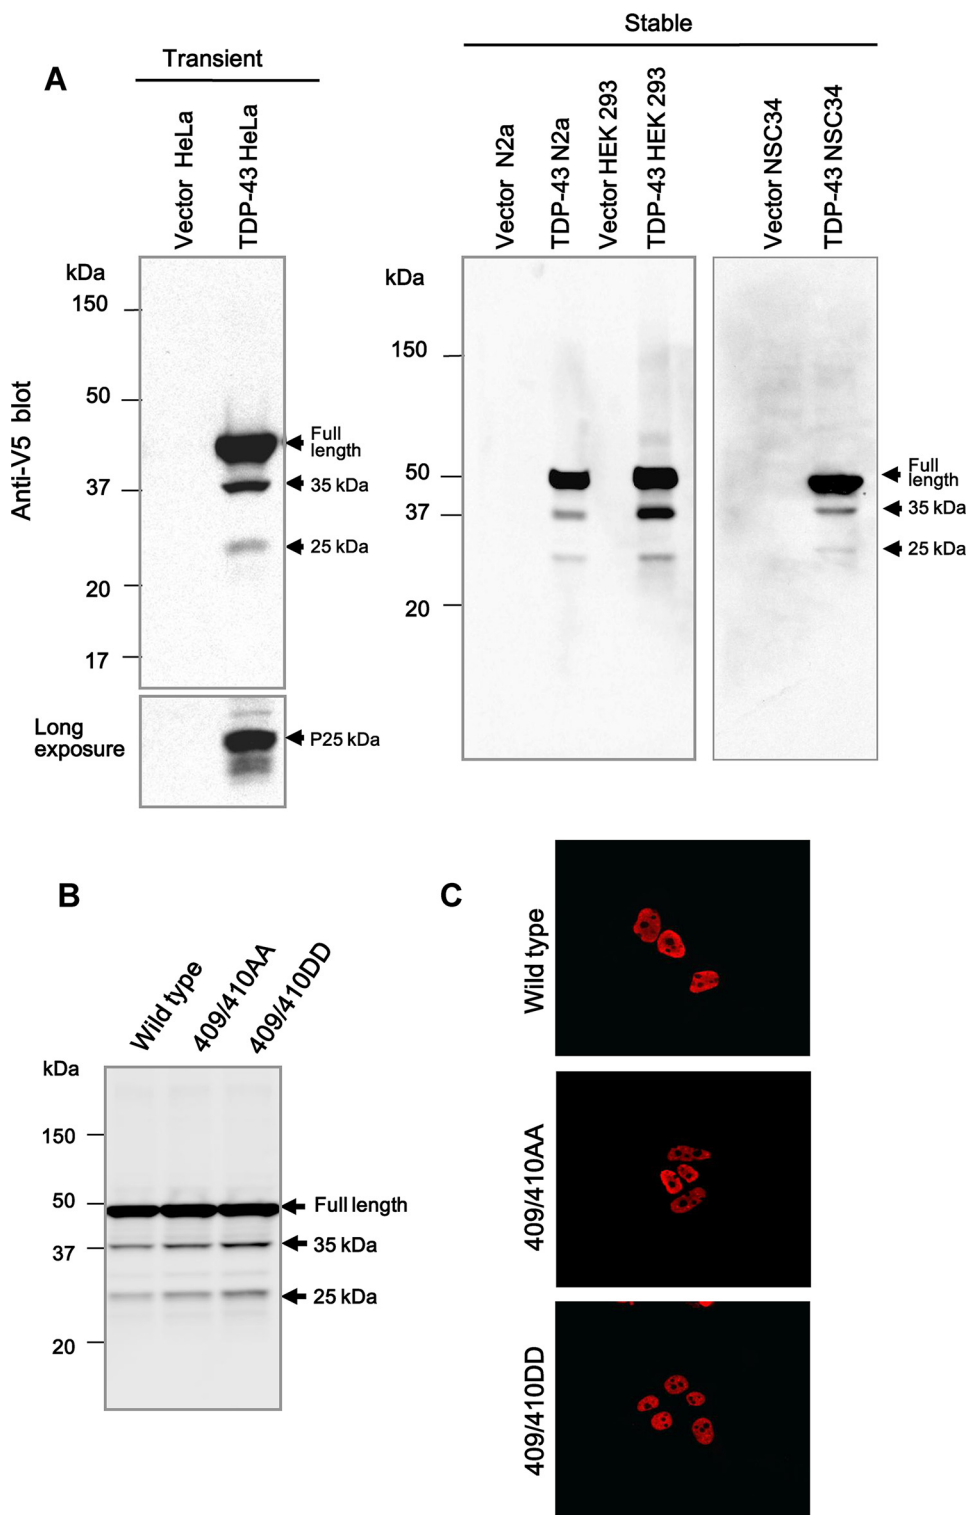 A
Transient
Vector HeLa
TDP-43 HeLa
kDa
150
50
37
20
17
Anti-V5 blot
Full
length
35 kDa
25 kDa
Long
exposure
P25 kDa
Stable
Vector N2a
TDP-43 N2a
Vector HEK 293
TDP-43 HEK 293
Vector NSC34
TDP-43 NSC34
kDa
150
50
37
20
Full
length
35 kDa
25 kDa
B
Wild type
409/410AA
409/410DD
kDa
150
50
37
20
Full length
35 kDa
25 kDa
C
Wild type
409/410AA
409/410DD